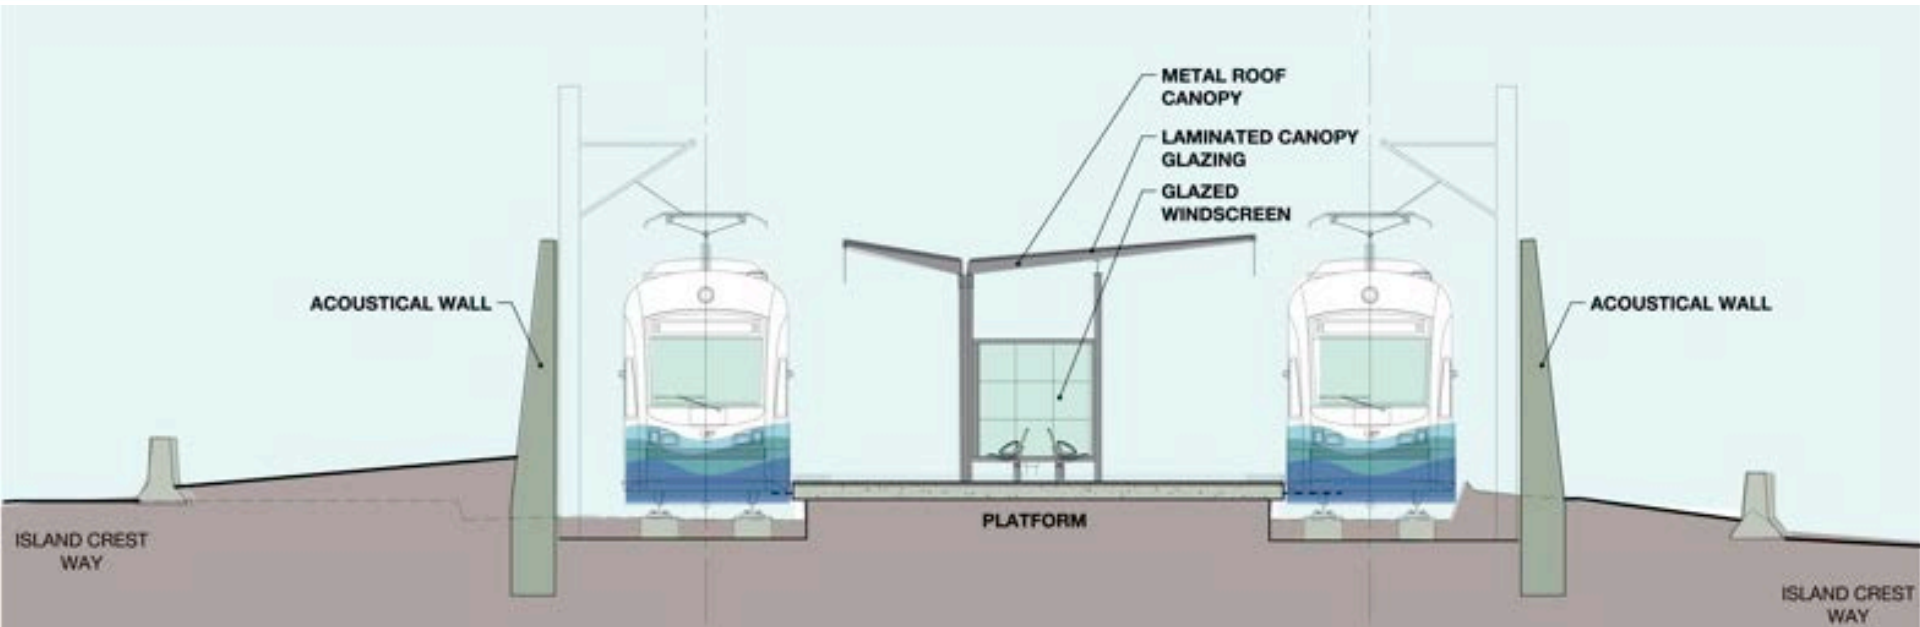 METAL ROOF
CANOPY
LAMINATED CANOPY
GLAZING
GLAZED
WINDSCREEN
ACOUSTICAL WALL
ACOUSTICAL WALL
PLATFORM
ISLAND CREST
WAY
ISLAND CREST
WAY